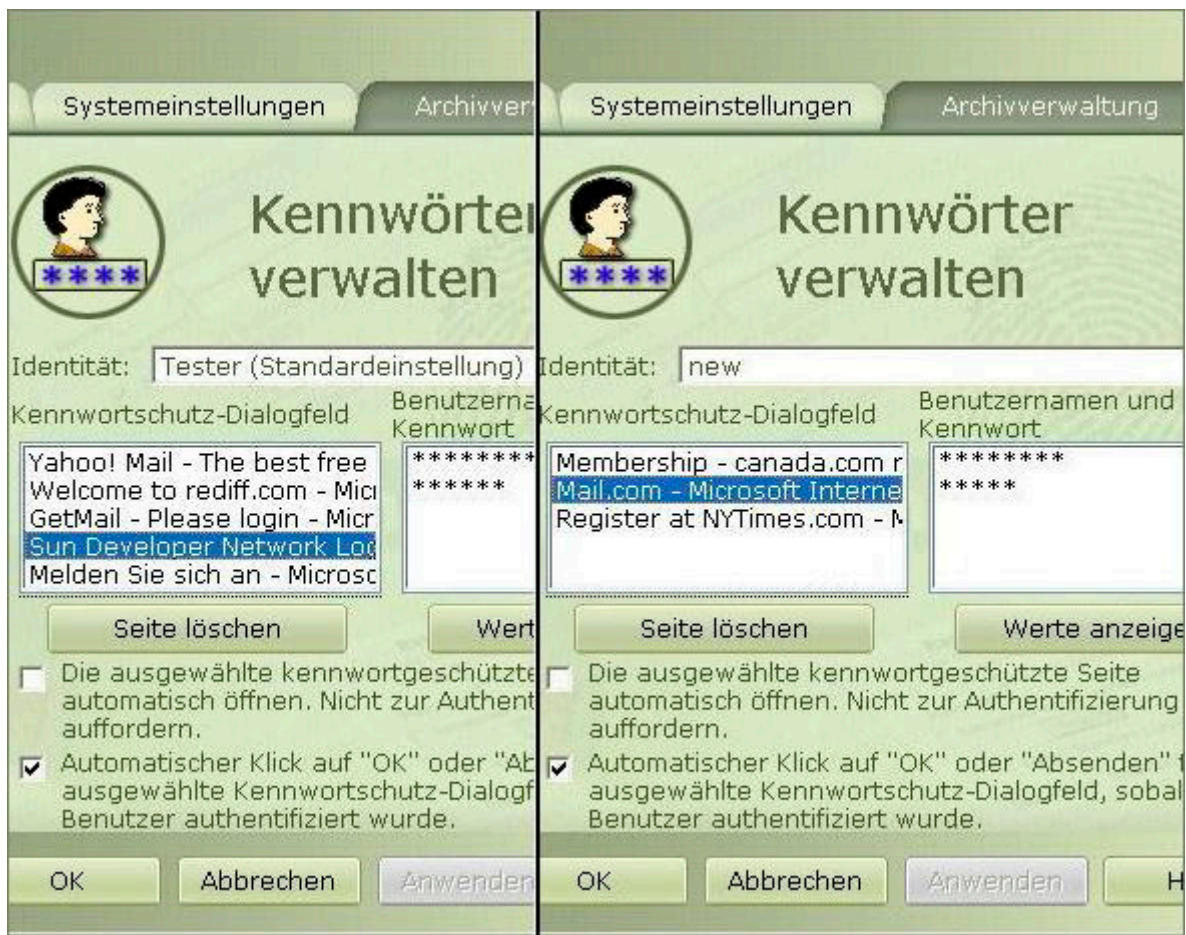 Systemeinstellungen
Archivver
Kennwörter
verwalten
****
Identität: Tester (Standardeinstellung)
Kennwortschutz-Dialogfeld
Benutzerna
Kennwort
Yahoo! Mail - The best free
Welcome to rediff.com - Micr
GetMail - Please login - Micr
Sun Developer Network Log
Melden Sie sich an - Microsc
********
******
Seite löschen
Wert
Die ausgewählte kennwortgeschützte
automatisch öffnen. Nicht zur Authent
auffordern.
Automatischer Klick auf "OK" oder "Ab
ausgewählte Kennwortschutz-Dialogf
Benutzer authentifiziert wurde.
OK
Abbrechen
Anwenden
Systemeinstellungen
Archivverwaltung
Kennwörter
verwalten
****
Identität: new
Kennwortschutz-Dialogfeld
Benutzernamen und
Kennwort
Membership - canada.com r
Mail.com - Microsoft Interne
Register at NYTimes.com - M
********
*****
Seite löschen
Werte anzeige
Die ausgewählte kennwortgeschützte Seite
automatisch öffnen. Nicht zur Authentifizierung
auffordern.
Automatischer Klick auf "OK" oder "Absenden" f
ausgewählte Kennwortschutz-Dialogfeld, sobal
Benutzer authentifiziert wurde.
OK
Abbrechen
Anwenden
H